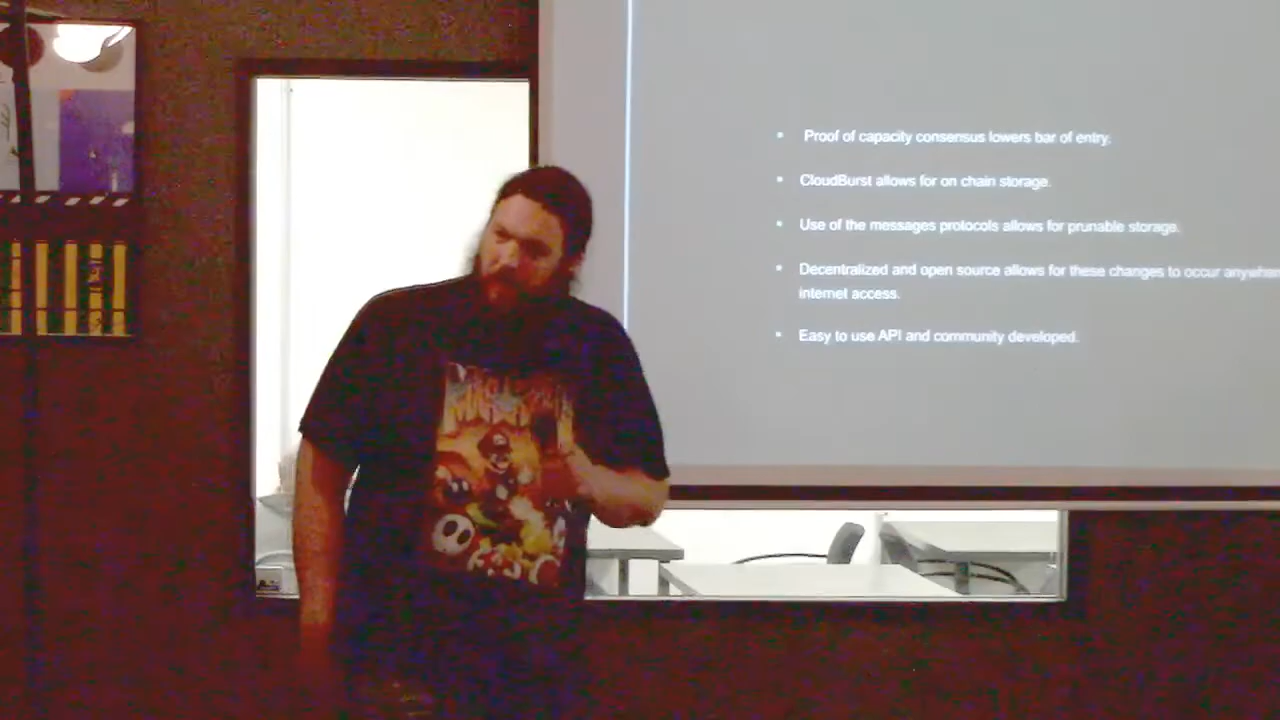 Proof of capacity consensus lowers bar of entry.
CloudBurst allows for on chain storage.
Use of the messages protocols allows for prunable storage.
Decentralized and open source allows for these changes to occur
internet access.
Easy to use API and community developed.